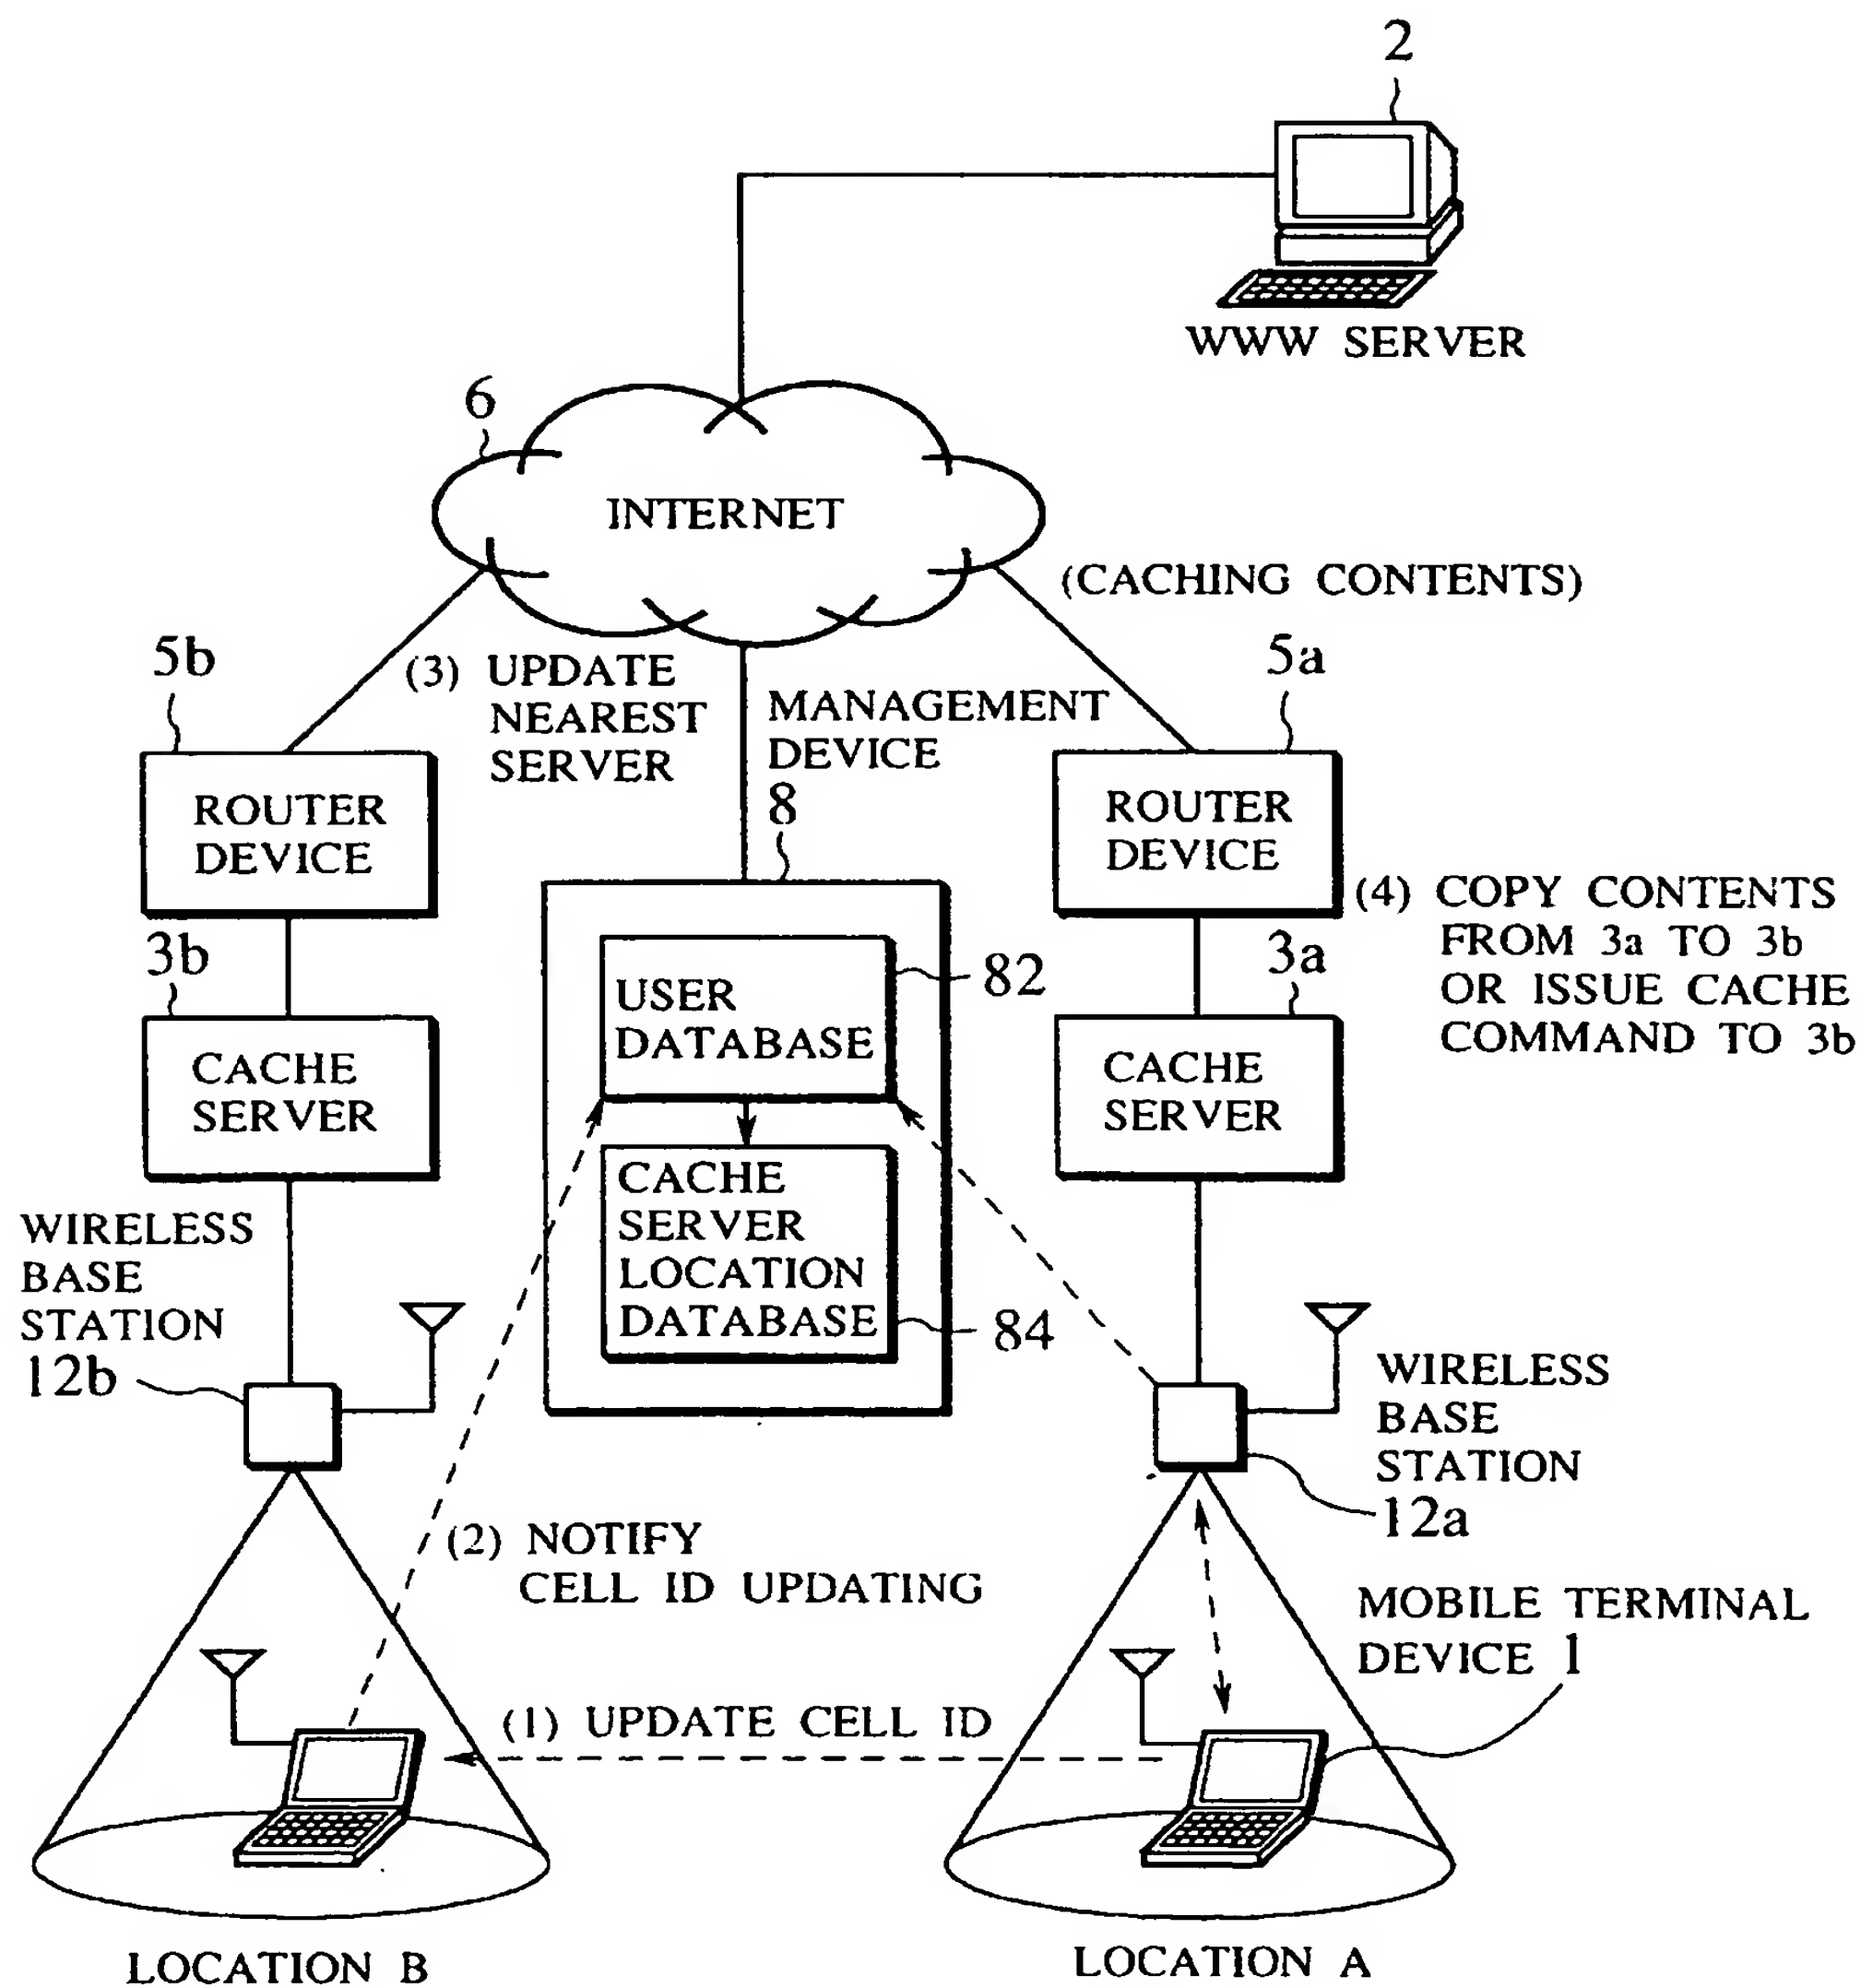 2
WWW SERVER
6
INTERNET
(CACHING CONTENTS)
5b
(3) UPDATE
NEAREST
SERVER
MANAGEMENT
DEVICE
8
5a
ROUTER
DEVICE
ROUTER
DEVICE
(4) COPY CONTENTS
FROM 3a TO 3b
OR ISSUE CACHE
COMMAND TO 3b
3b
82
3a
USER
DATABASE
CACHE
SERVER
CACHE
SERVER
CACHE
SERVER
LOCATION
DATABASE
84
WIRELESS
BASE
STATION
12b
WIRELESS
BASE
STATION
12a
(2) NOTIFY
CELL ID UPDATING
MOBILE TERMINAL
DEVICE 1
(1) UPDATE CELL ID
LOCATION B
LOCATION A